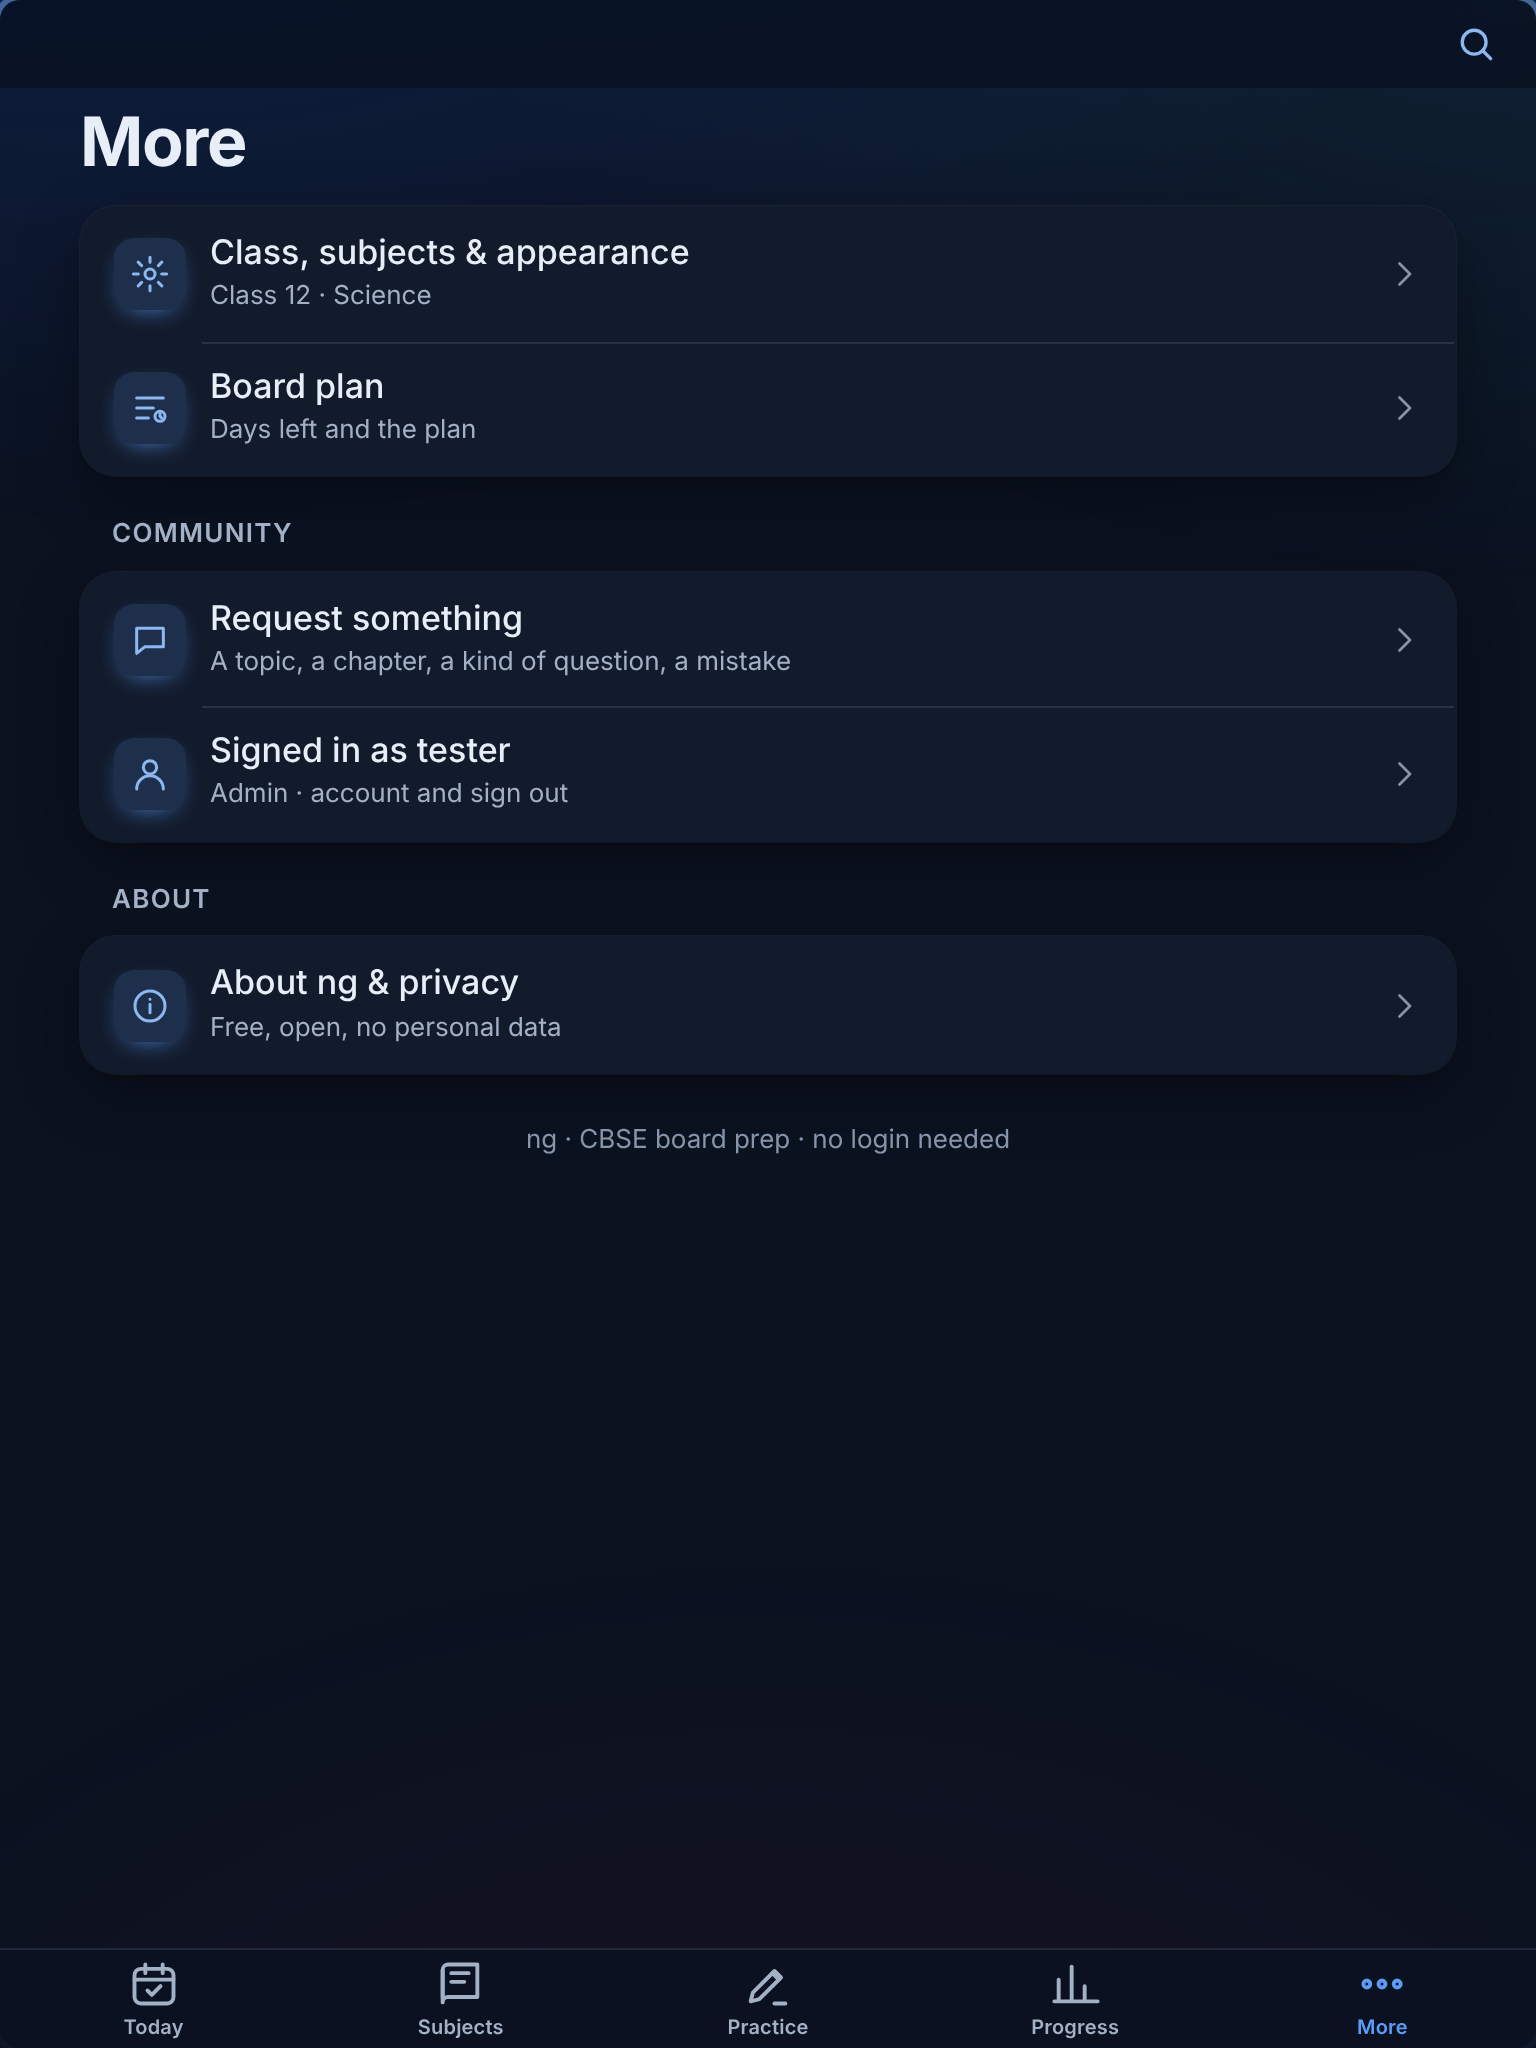 More
Class, subjects & appearance
Class 12 · Science
Board plan
Days left and the plan
COMMUNITY
Request something
A topic, a chapter, a kind of question, a mistake
Signed in as tester
Admin · account and sign out
ABOUT
About ng & privacy
Free, open, no personal data
ng · CBSE board prep · no login needed
Today
Subjects
Practice
Progress
More